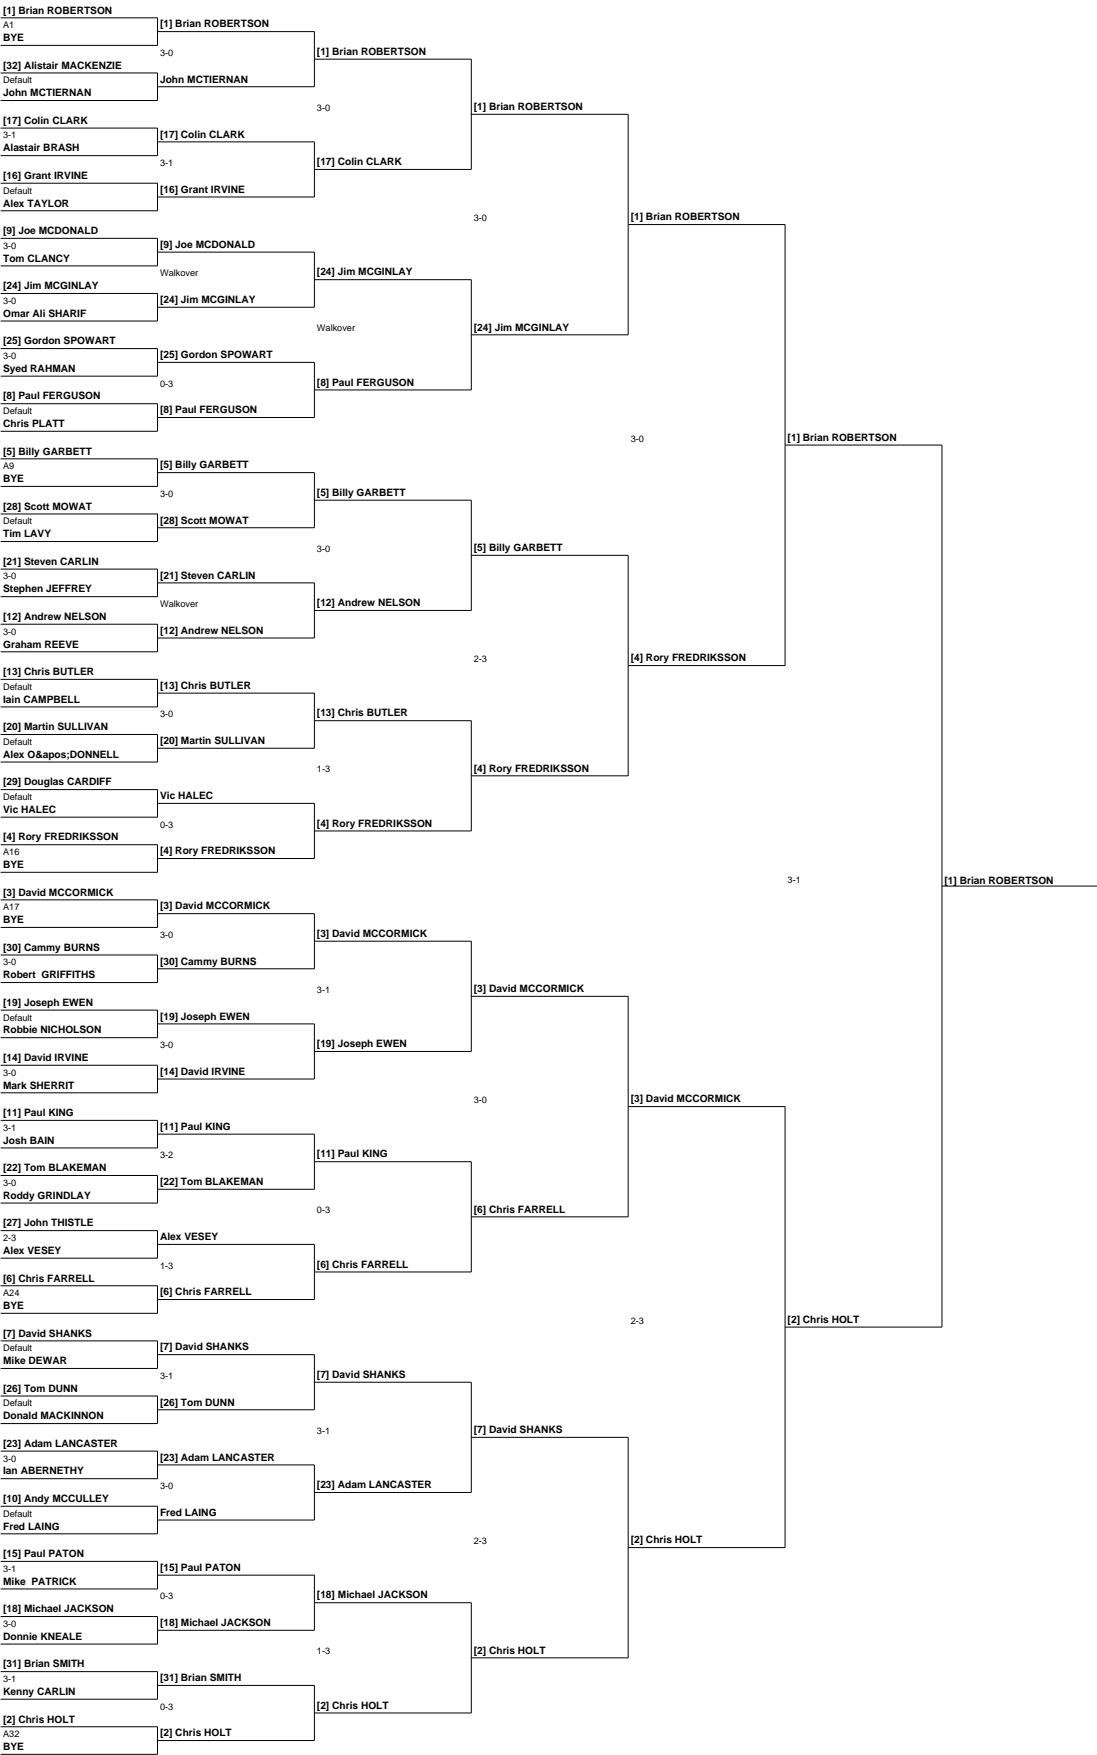 [1] Brian ROBERTSON
A1
BYE
[32] Alistair MACKENZIE
Default
John MCTIERNAN
[17] Colin CLARK
3-1
Alastair BRASH
[16] Grant IRVINE
Default
Alex TAYLOR
[9] Joe MCDONALD
3-0
Tom CLANCY
[24] Jim MCGINLAY
3-0
Omar Ali SHARIF
[25] Gordon SPOWART
3-0
Syed RAHMAN
[8] Paul FERGUSON
Default
Chris PLATT
[5] Billy GARBETT
A9
BYE
[28] Scott MOWAT
Default
Tim LAVY
[21] Steven CARLIN
3-0
Stephen JEFFREY
[12] Andrew NELSON
3-0
Graham REEVE
[13] Chris BUTLER
Default
Iain CAMPBELL
[20] Martin SULLIVAN
Default
Alex O&apos;DONNELL
[29] Douglas CARDIFF
Default
Vic HALEC
[4] Rory FREDRIKSSON
A16
BYE
[3] David MCCORMICK
A17
BYE
[30] Cammy BURNS
3-0
Robert  GRIFFITHS
[19] Joseph EWEN
Default
Robbie NICHOLSON
[14] David IRVINE
3-0
Mark SHERRIT
[11] Paul KING
3-1
Josh BAIN
[22] Tom BLAKEMAN
3-0
Roddy GRINDLAY
[27] John THISTLE
2-3
Alex VESEY
[6] Chris FARRELL
A24
BYE
[7] David SHANKS
Default
Mike DEWAR
[26] Tom DUNN
Default
Donald MACKINNON
[23] Adam LANCASTER
3-0
Ian ABERNETHY
[10] Andy MCCULLEY
Default
Fred LAING
[15] Paul PATON
3-1
Mike  PATRICK
[18] Michael JACKSON
3-0
Donnie KNEALE
[31] Brian SMITH
3-1
Kenny CARLIN
[2] Chris HOLT
A32
BYE
[1] Brian ROBERTSON
3-0
John MCTIERNAN
[17] Colin CLARK
3-1
[16] Grant IRVINE
[9] Joe MCDONALD
Walkover
[24] Jim MCGINLAY
[25] Gordon SPOWART
0-3
[8] Paul FERGUSON
[5] Billy GARBETT
3-0
[28] Scott MOWAT
[21] Steven CARLIN
Walkover
[12] Andrew NELSON
[13] Chris BUTLER
3-0
[20] Martin SULLIVAN
Vic HALEC
0-3
[4] Rory FREDRIKSSON
[3] David MCCORMICK
3-0
[30] Cammy BURNS
[19] Joseph EWEN
3-0
[14] David IRVINE
[11] Paul KING
3-2
[22] Tom BLAKEMAN
Alex VESEY
1-3
[6] Chris FARRELL
[7] David SHANKS
3-1
[26] Tom DUNN
[23] Adam LANCASTER
3-0
Fred LAING
[15] Paul PATON
0-3
[18] Michael JACKSON
[31] Brian SMITH
0-3
[2] Chris HOLT
[1] Brian ROBERTSON
3-0
[17] Colin CLARK
[24] Jim MCGINLAY
Walkover
[8] Paul FERGUSON
[5] Billy GARBETT
3-0
[12] Andrew NELSON
[13] Chris BUTLER
1-3
[4] Rory FREDRIKSSON
[3] David MCCORMICK
3-1
[19] Joseph EWEN
[11] Paul KING
0-3
[6] Chris FARRELL
[7] David SHANKS
3-1
[23] Adam LANCASTER
[18] Michael JACKSON
1-3
[2] Chris HOLT
[1] Brian ROBERTSON
3-0
[24] Jim MCGINLAY
[5] Billy GARBETT
2-3
[4] Rory FREDRIKSSON
[3] David MCCORMICK
3-0
[6] Chris FARRELL
[7] David SHANKS
2-3
[2] Chris HOLT
[1] Brian ROBERTSON
3-0
[4] Rory FREDRIKSSON
[3] David MCCORMICK
2-3
[2] Chris HOLT
[1] Brian ROBERTSON
3-1
[2] Chris HOLT
[1] Brian ROBERTSON